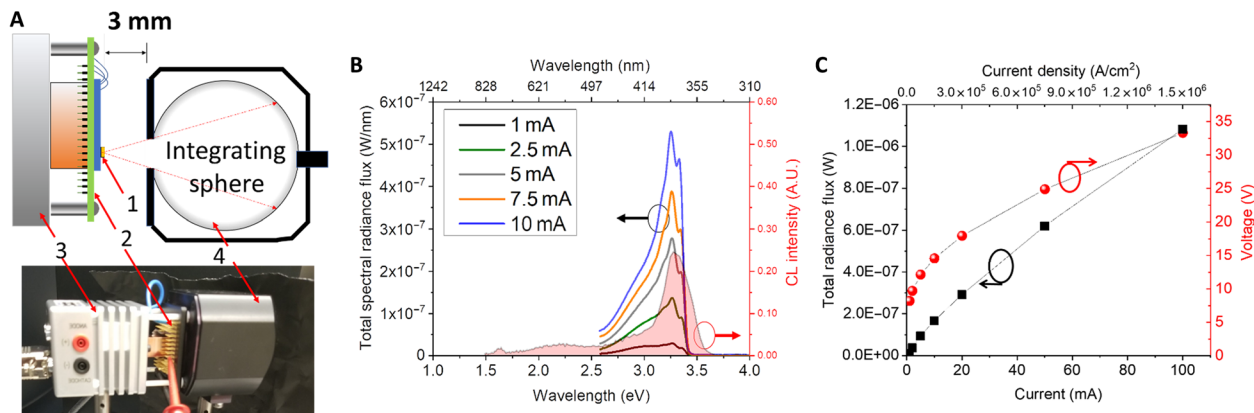 A
3 mm
Integrating
sphere
1
2
3
4
B
Wavelength (nm)
1242 828 621 497 414 355 310
Total spectral radiance flux (W/nm)
6x10⁻⁷
5x10⁻⁷
4x10⁻⁷
3x10⁻⁷
2x10⁻⁷
1x10⁻⁷
0
1 mA
2.5 mA
5 mA
7.5 mA
10 mA
0.60
0.50
0.40
0.30
0.20
0.10
0.00
CL intensity (A.U.)
1.0 1.5 2.0 2.5 3.0 3.5 4.0
Wavelength (eV)
C
Current density (A/cm²)
0.0 3.0x10⁵ 6.0x10⁵ 9.0x10⁵ 1.5x10⁶
Total radiance flux (W)
1.2E-06
1.0E-06
8.0E-07
6.0E-07
4.0E-07
2.0E-07
0.0E+00
35
30
25
20
15
10
5
0
Voltage (V)
0 20 40 60 80 100
Current (mA)